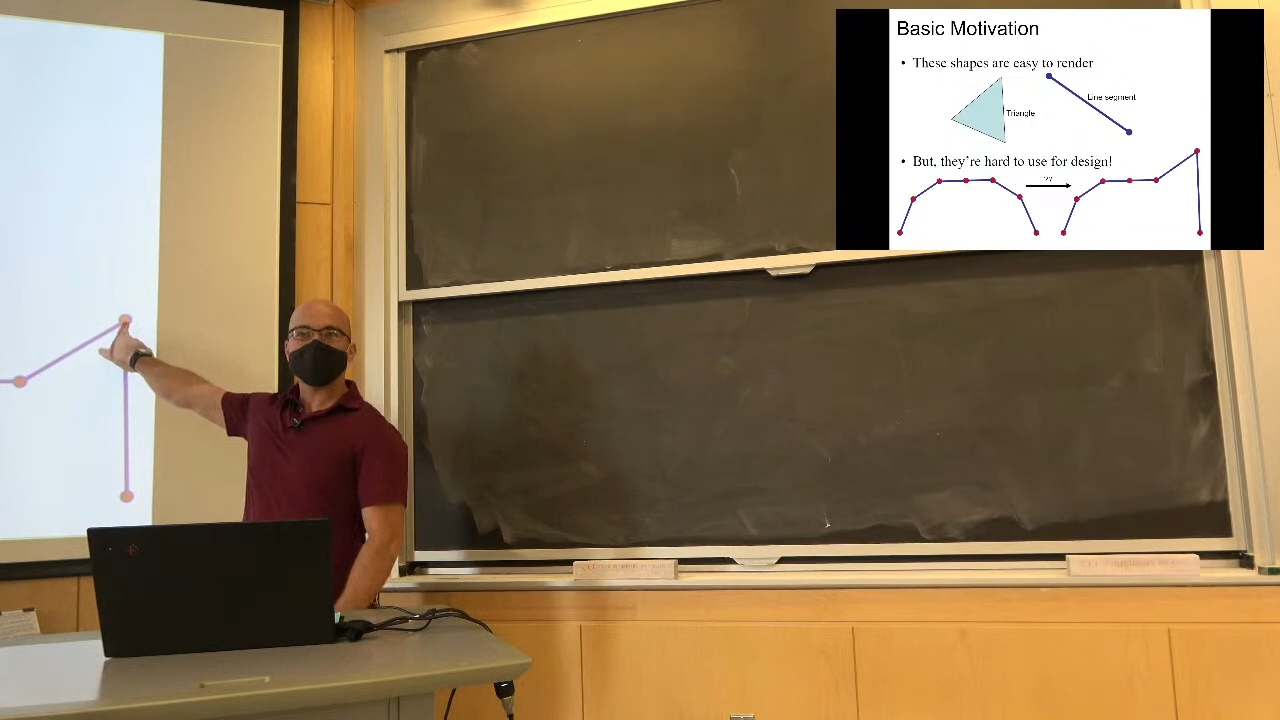 Basic Motivation
• These shapes are easy to render
Line segment
Triangle
• But, they're hard to use for design!
??